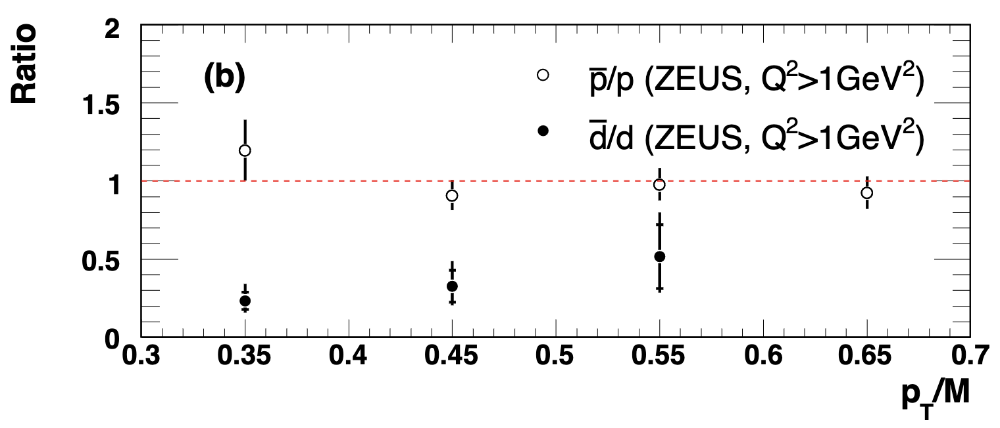 Ratio
2
1.5
1
0.5
0
(b)
p̅/p (ZEUS, Q²>1GeV²)
d̅/d (ZEUS, Q²>1GeV²)
0.3 0.35 0.4 0.45 0.5 0.55 0.6 0.65 0.7
p_T/M